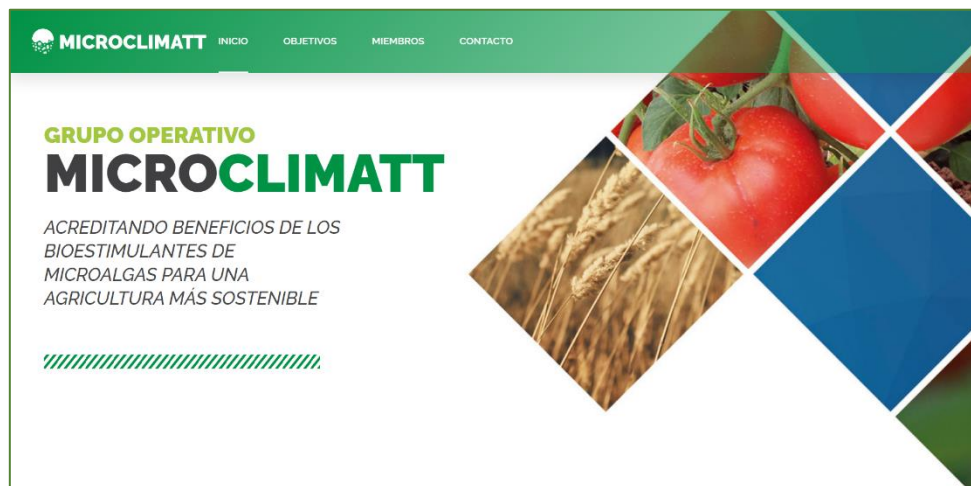 MICROCLIMATT INICIO OBJETIVOS MIEMBROS CONTACTO
GRUPO OPERATIVO
MICROCLIMATT
ACREDITANDO BENEFICIOS DE LOS
BIOESTIMULANTES DE
MICROALGAS PARA UNA
AGRICULTURA MÁS SOSTENIBLE